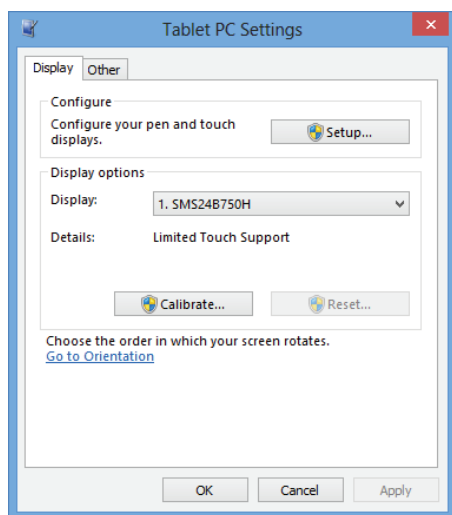 Tablet PC Settings
Display Other
Configure
Configure your pen and touch
displays.
Setup...
Display options
Display: 1. SMS24B750H
Details: Limited Touch Support
Calibrate... Reset...
Choose the order in which your screen rotates.
Go to Orientation
OK Cancel Apply